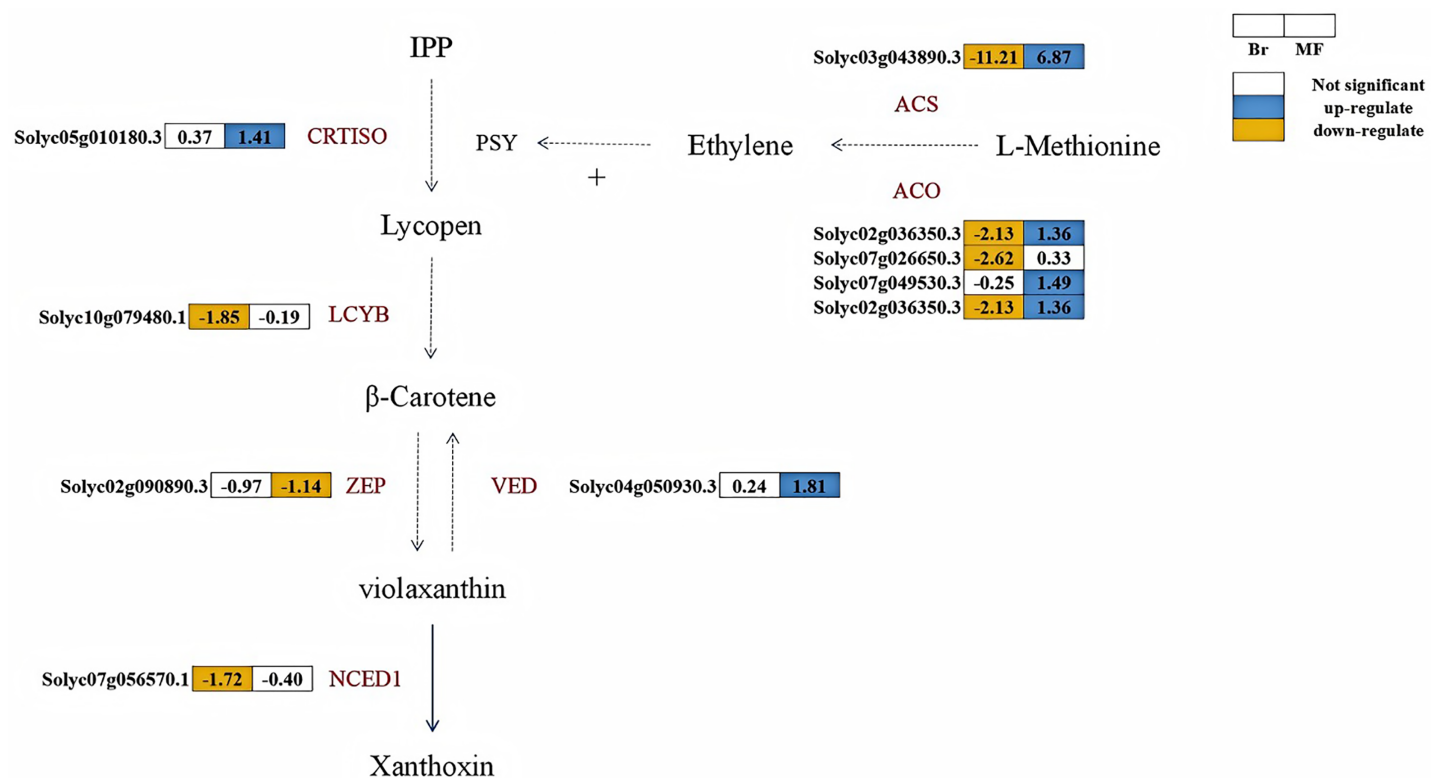 IPP
Solyc03g043890.3 -11.21 6.87
Br MF
Not significant
up-regulate
down-regulate
ACS
Solyc05g010180.3 0.37 1.41 CRTISO
PSY
Ethylene
L-Methionine
+
ACO
Lycopen
Solyc02g036350.3 -2.13 1.36
Solyc07g026650.3 -2.62 0.33
Solyc07g049530.3 -0.25 1.49
Solyc02g036350.3 -2.13 1.36
Solyc10g079480.1 -1.85 -0.19 LCYB
β-Carotene
Solyc02g090890.3 -0.97 -1.14 ZEP
VED Solyc04g050930.3 0.24 1.81
violaxanthin
Solyc07g056570.1 -1.72 -0.40 NCED1
Xanthoxin